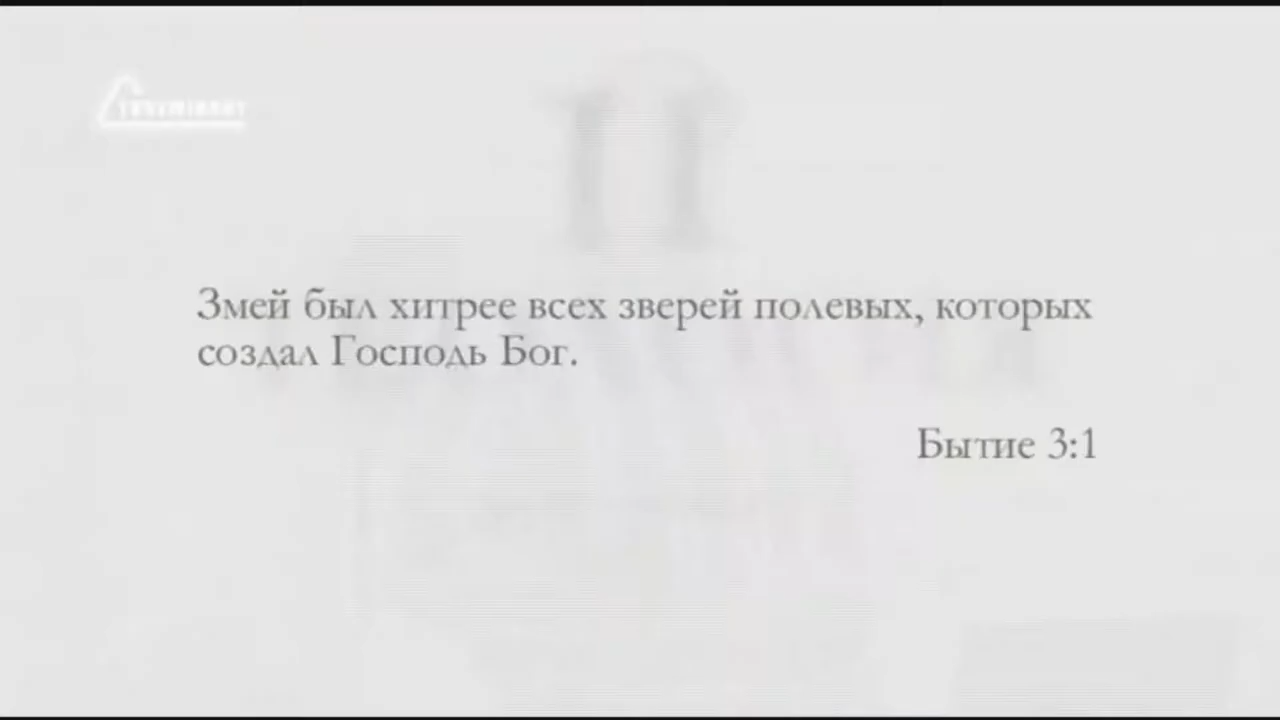 Змей был хитрее всех зверей полевых, которых
создал Господь Бог.
Бытие 3:1